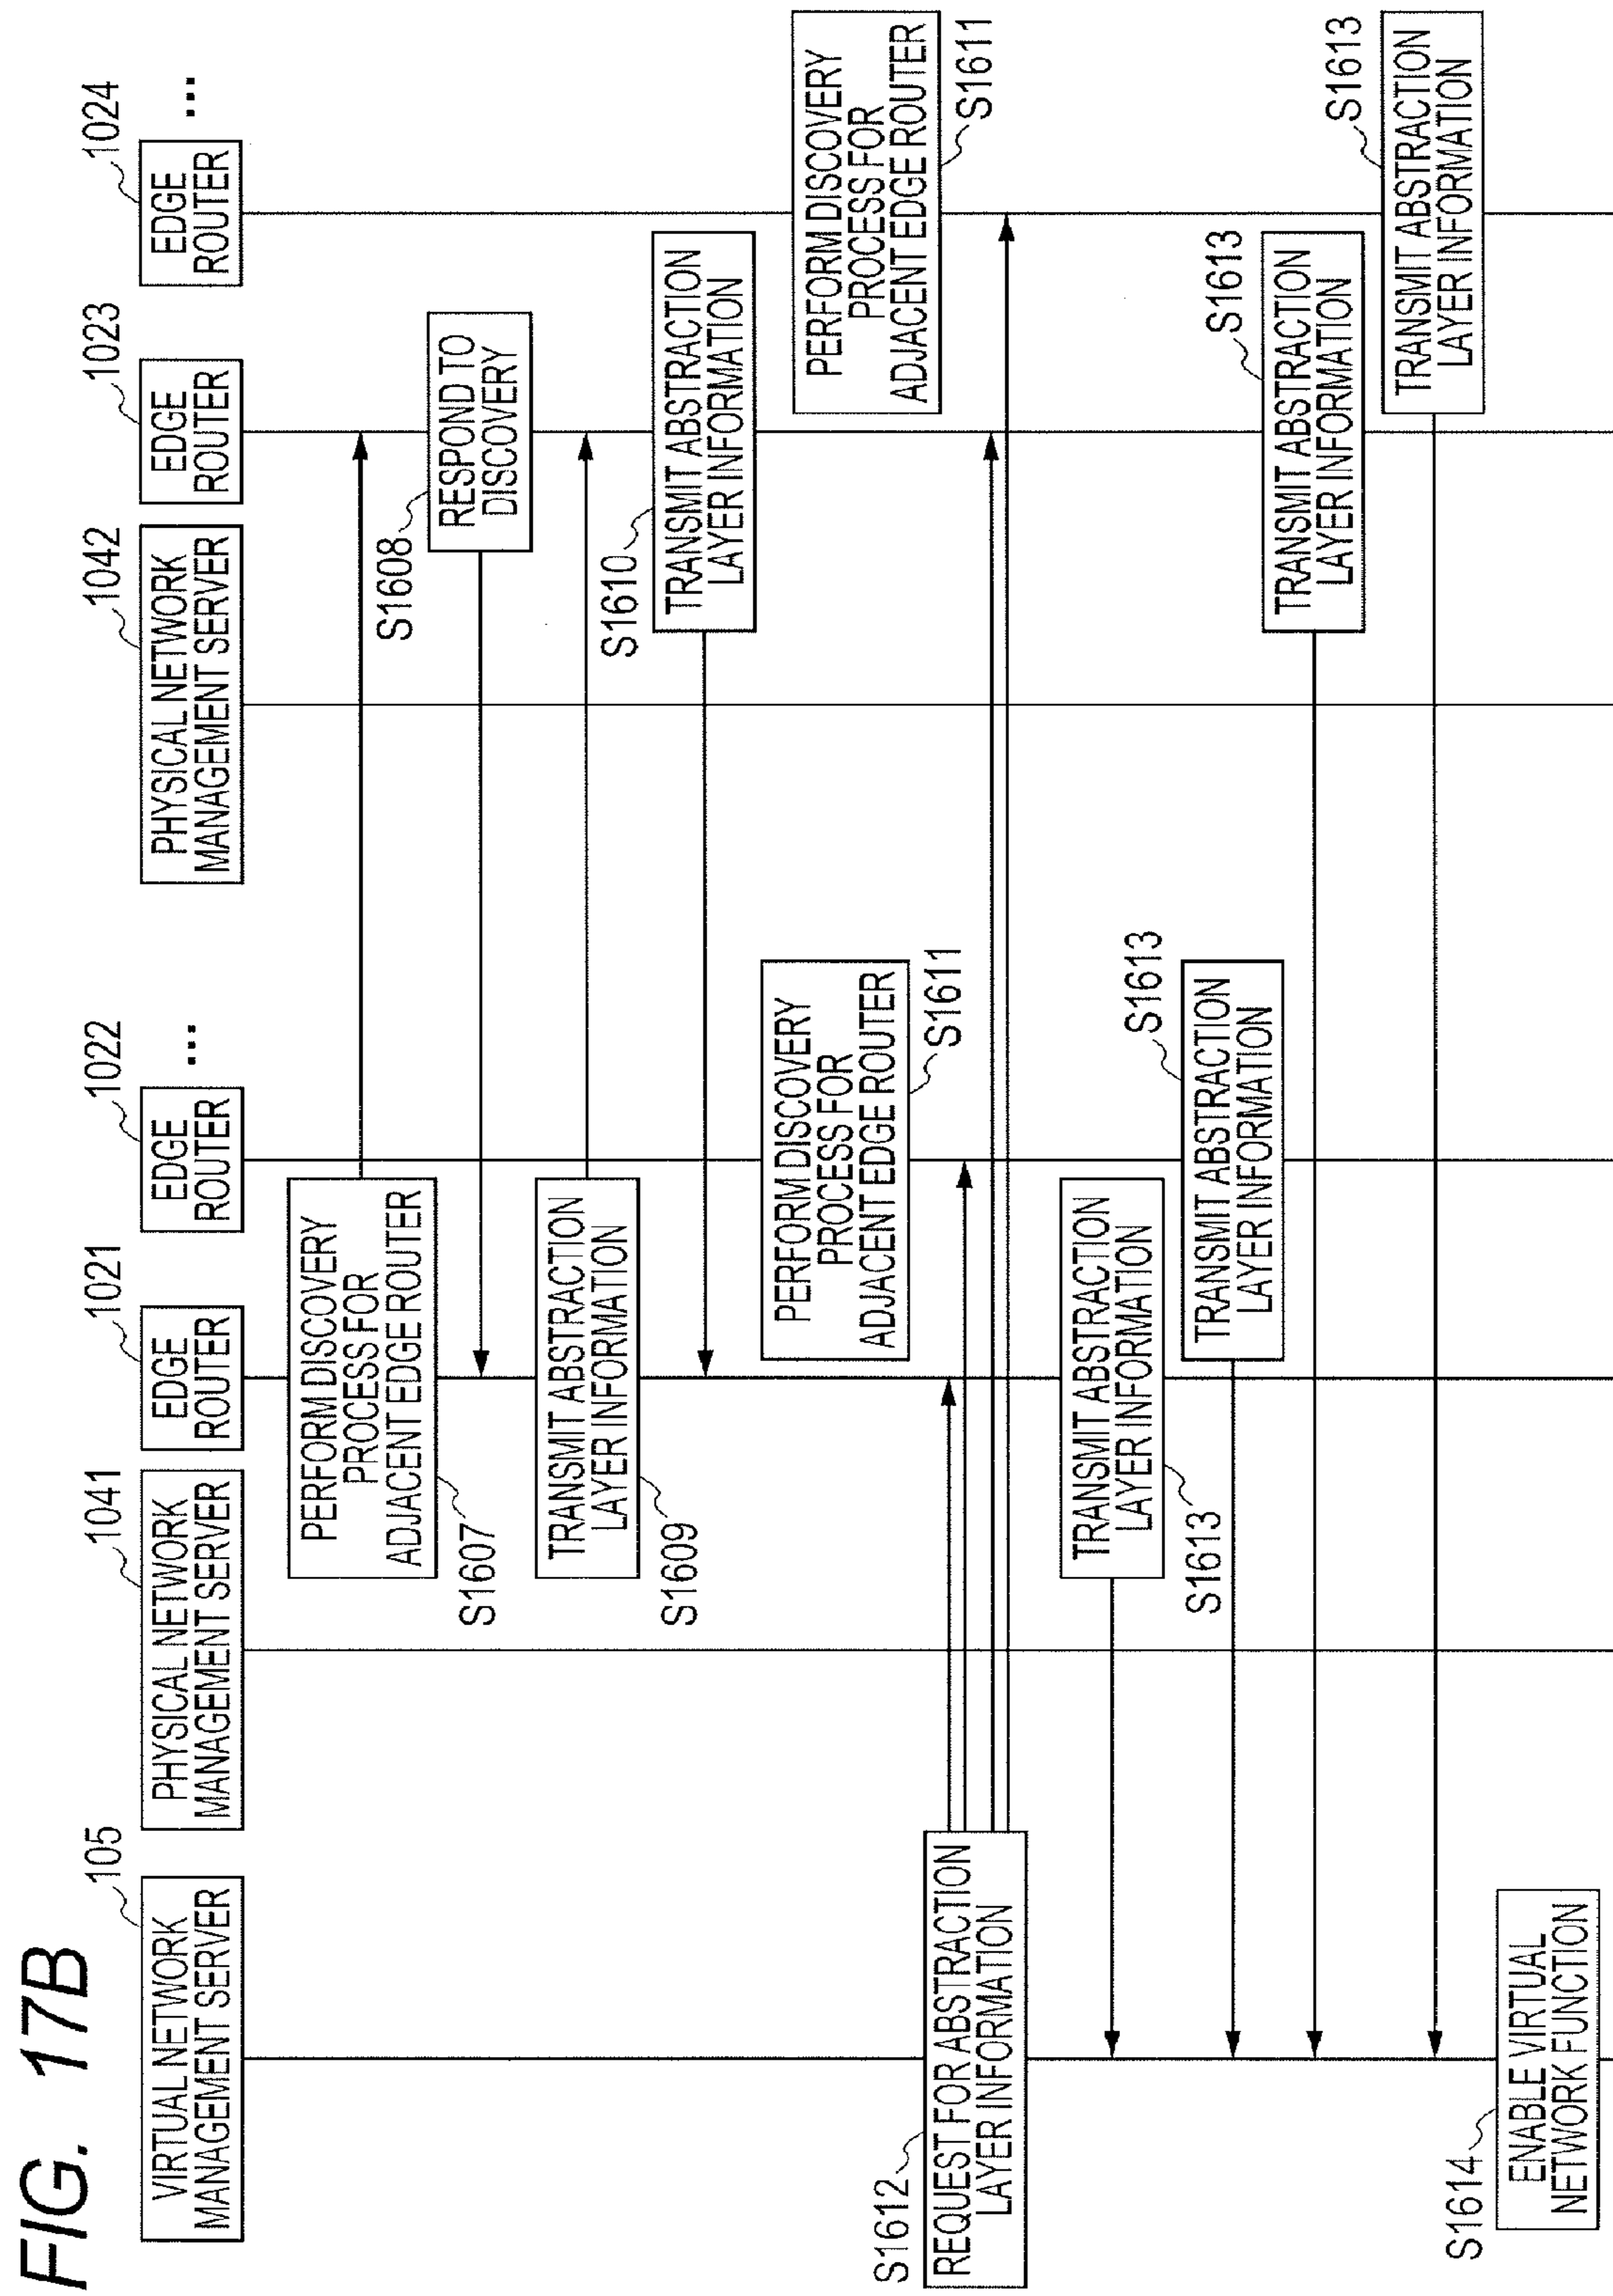 FIG. 17B
105
VIRTUAL NETWORK
MANAGEMENT SERVER
1041
PHYSICAL NETWORK
MANAGEMENT SERVER
1021
EDGE
ROUTER
1022
EDGE
ROUTER
...
1042
PHYSICAL NETWORK
MANAGEMENT SERVER
1023
EDGE
ROUTER
1024
EDGE
ROUTER
...
PERFORM DISCOVERY
PROCESS FOR
ADJACENT EDGE ROUTER
S1607
S1608
RESPOND TO
DISCOVERY
TRANSMIT ABSTRACTION
LAYER INFORMATION
S1609
S1610
TRANSMIT ABSTRACTION
LAYER INFORMATION
PERFORM DISCOVERY
PROCESS FOR
ADJACENT EDGE ROUTER
S1611
PERFORM DISCOVERY
PROCESS FOR
ADJACENT EDGE ROUTER
S1611
S1612
REQUEST FOR ABSTRACTION
LAYER INFORMATION
TRANSMIT ABSTRACTION
LAYER INFORMATION
S1613
S1613
TRANSMIT ABSTRACTION
LAYER INFORMATION
S1613
TRANSMIT ABSTRACTION
LAYER INFORMATION
S1613
TRANSMIT ABSTRACTION
LAYER INFORMATION
S1614
ENABLE VIRTUAL
NETWORK FUNCTION